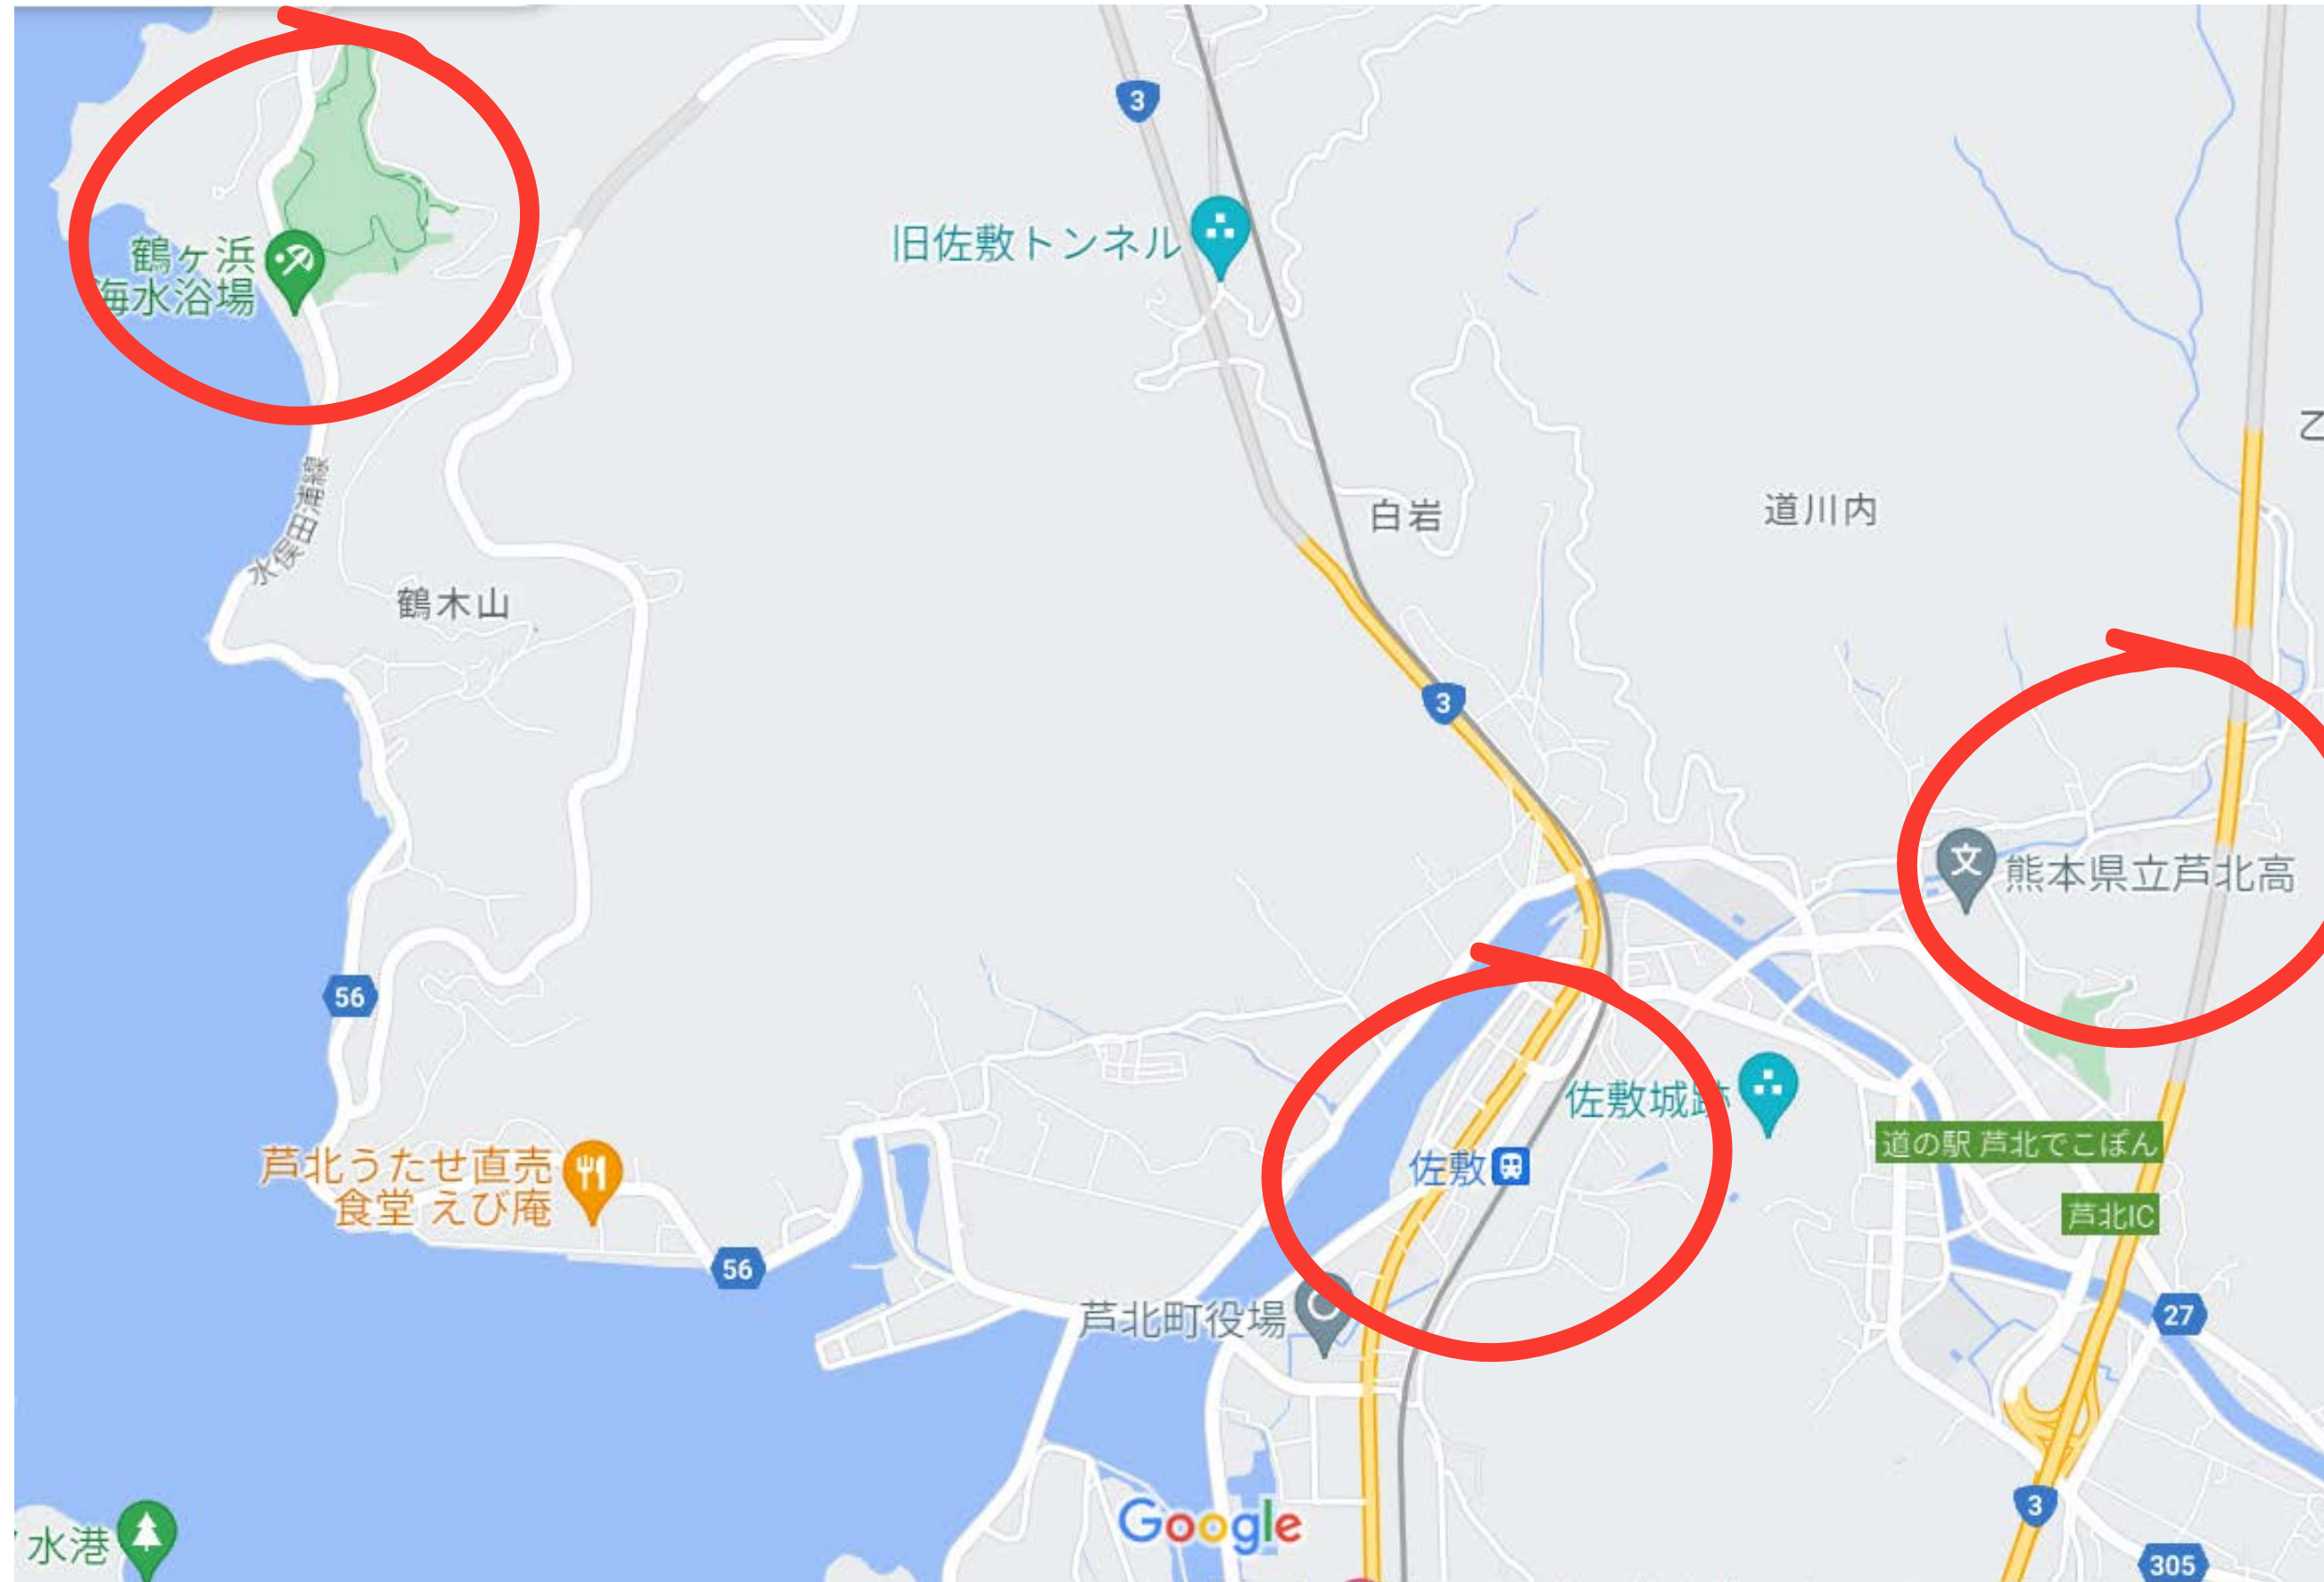 3
旧佐敷トンネル
鶴ヶ浜
海水浴場
乙
水俣田浦線
白岩
道川内
鶴木山
3
熊本県立芦北高
56
佐敷城跡
道の駅 芦北でこぽん
芦北うたせ直売
食堂 えび庵
佐敷
芦北IC
56
芦北町役場
27
Google
3
水港
305